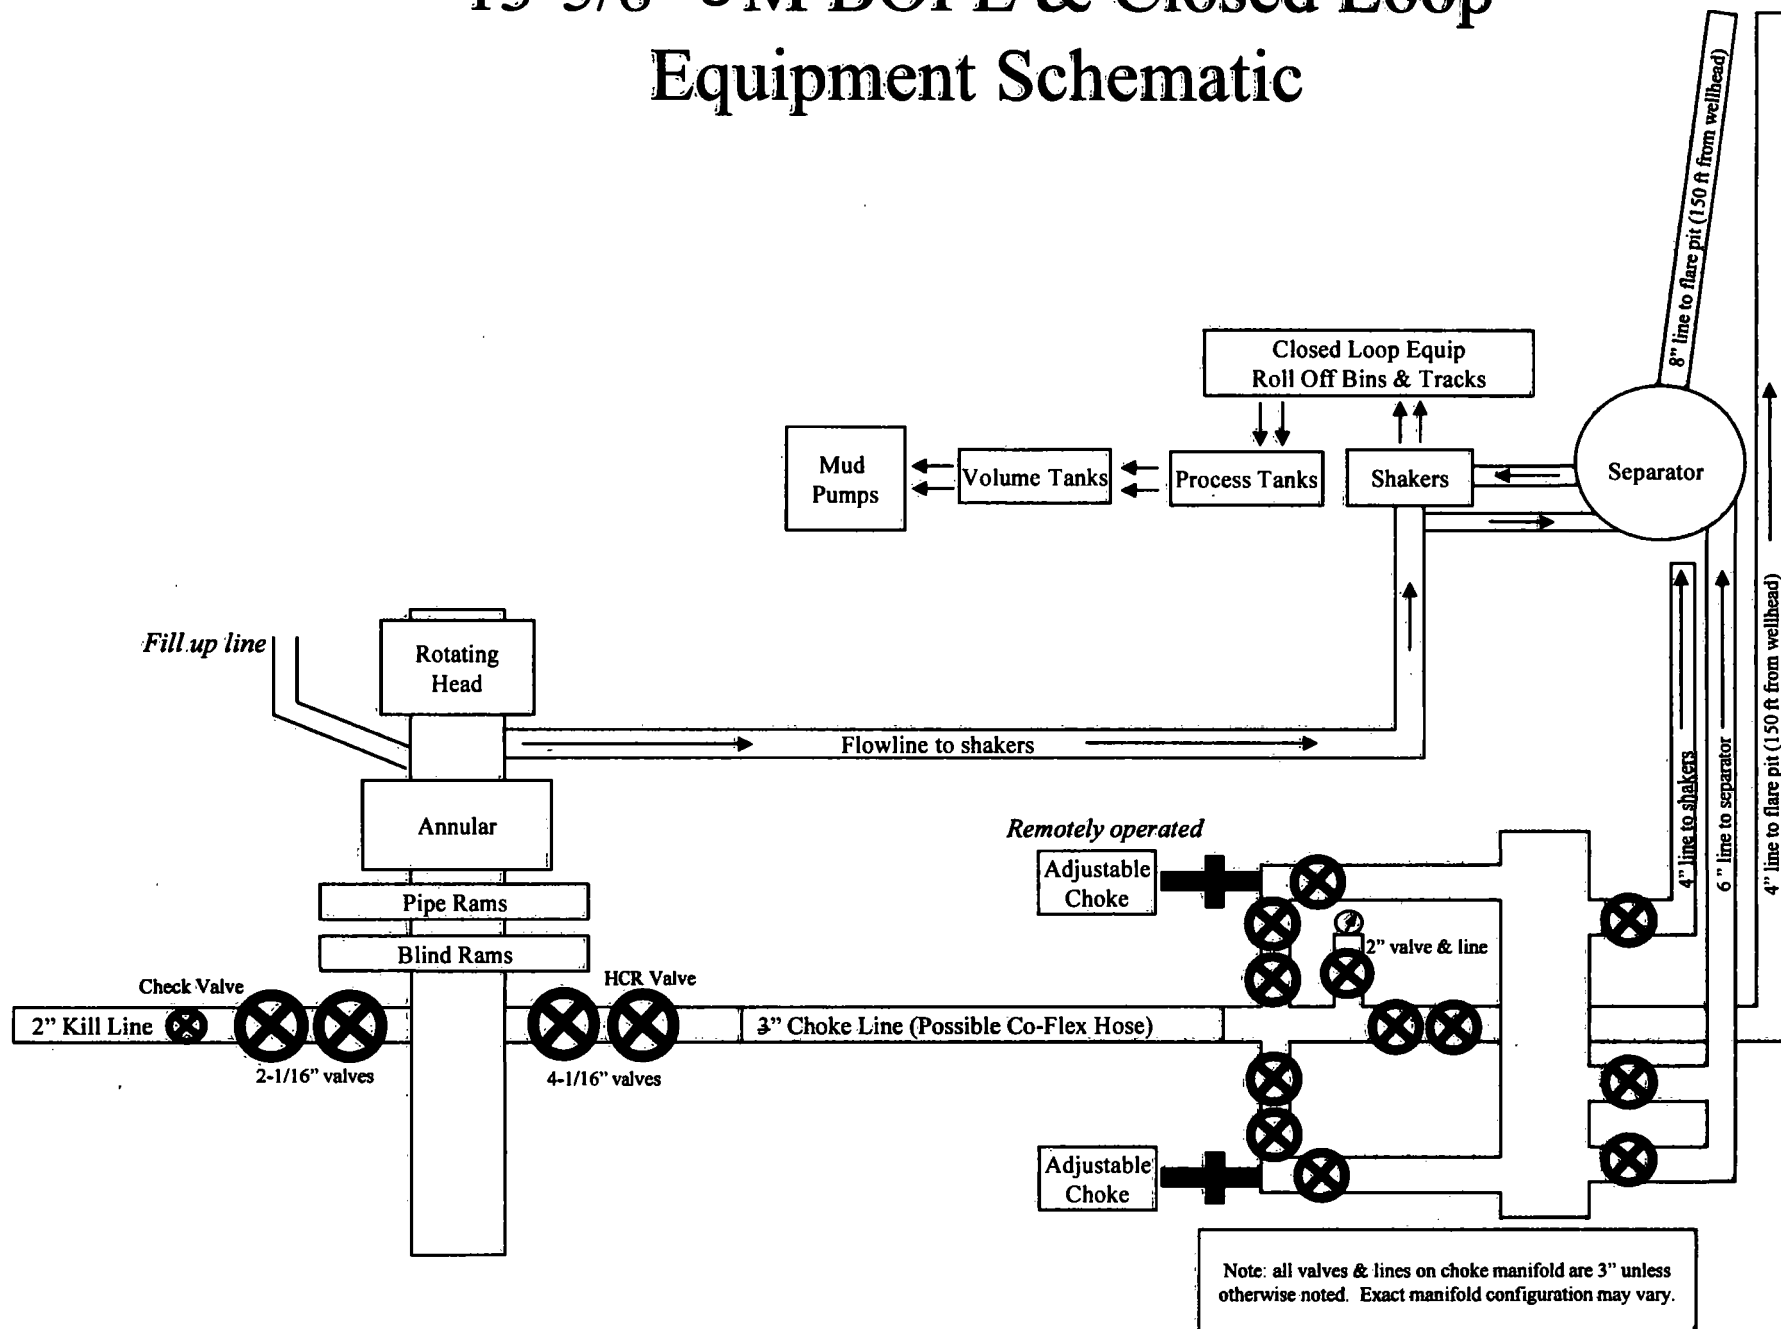 BOPE & Closed Loop
Equipment Schematic
8" line to flare pit (150 ft from wellhead)
Closed Loop Equip
Roll Off Bins & Tracks
Mud
Pumps
Volume Tanks
Process Tanks
Shakers
Separator
Fill up line
Rotating
Head
Flowline to shakers
4" line to shakers
6" line to separator
4" line to flare pit (150 ft from wellhead)
Annular
Remotely operated
Adjustable
Choke
Pipe Rams
Blind Rams
2" valve & line
Check Valve
HCR Valve
2" Kill Line
3" Choke Line (Possible Co-Flex Hose)
2-1/16" valves
4-1/16" valves
Adjustable
Choke
Note: all valves & lines on choke manifold are 3" unless
otherwise noted. Exact manifold configuration may vary.